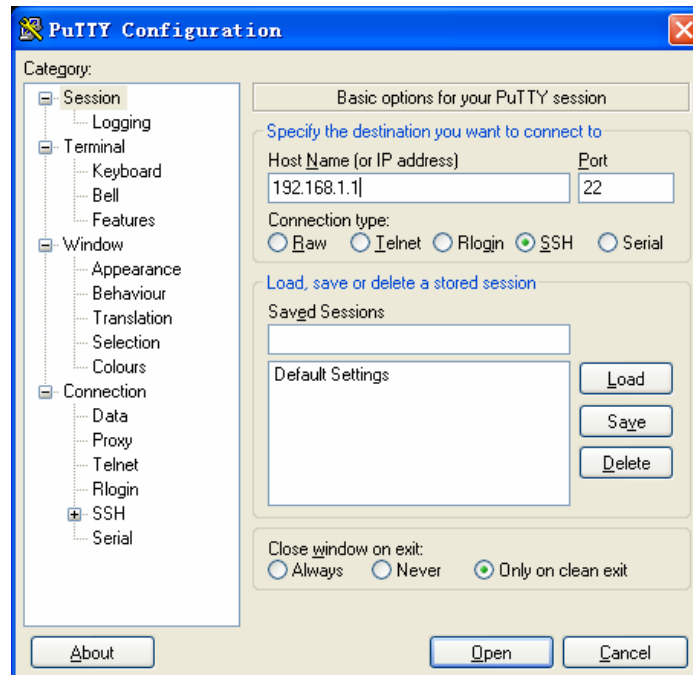 PuTTY Configuration
Category:
Session
Logging
Terminal
Keyboard
Bell
Features
Window
Appearance
Behaviour
Translation
Selection
Colours
Connection
Data
Proxy
Telnet
Rlogin
SSH
Serial
Basic options for your PuTTY session
Specify the destination you want to connect to
Host Name (or IP address) Port
192.168.1.1 22
Connection type:
Raw Telnet Rlogin SSH Serial
Load, save or delete a stored session
Saved Sessions
Default Settings
Load
Save
Delete
Close window on exit:
Always Never Only on clean exit
About Open Cancel